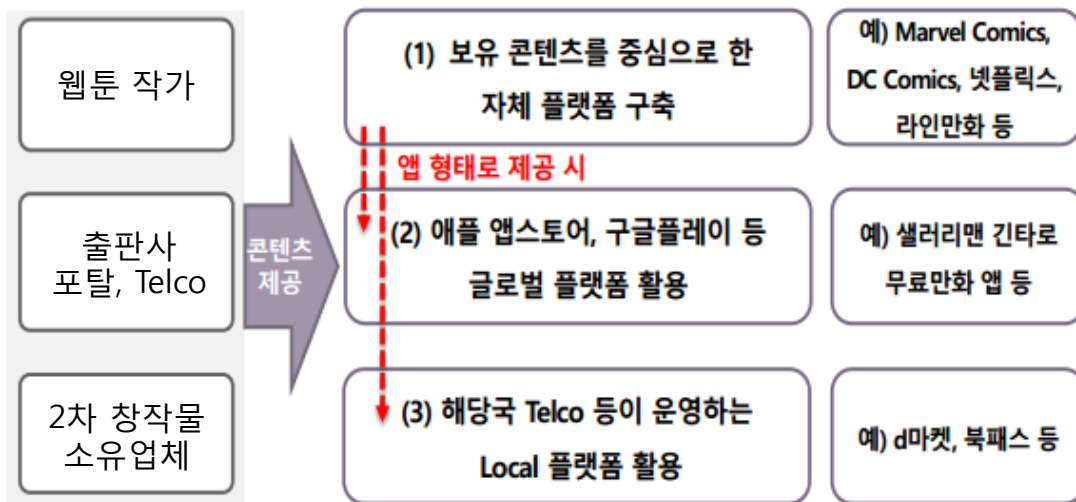 웹툰 작가
출판사
포탈, Telco
2차 창작물
소유업체
콘텐츠
제공
(1) 보유 콘텐츠를 중심으로 한
자체 플랫폼 구축
앱 형태로 제공 시
(2) 애플 앱스토어, 구글플레이 등
글로벌 플랫폼 활용
(3) 해당국 Telco 등이 운영하는
Local 플랫폼 활용
예) Marvel Comics,
DC Comics, 넷플릭스,
라인만화 등
예) 샐러리맨 긴타로
무료만화 앱 등
예) d마켓, 북패스 등